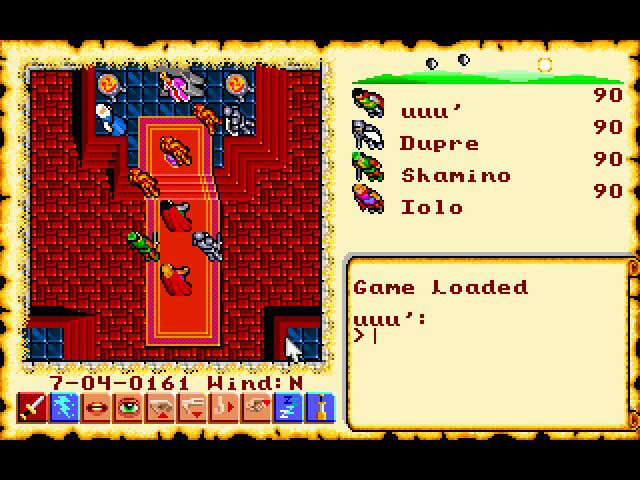 90
uuu'
90
Dupre
90
Shamino
90
Iolo
Game Loaded
uuu':
>
7-04-0161 Wind:N